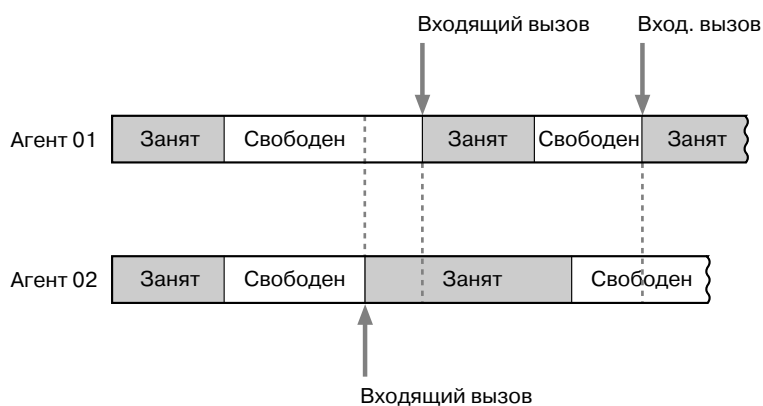 Входящий вызов Вход. вызов
Агент 01 Занят Свободен Занят Свободен Занят
Агент 02 Занят Свободен Занят Свободен
Входящий вызов